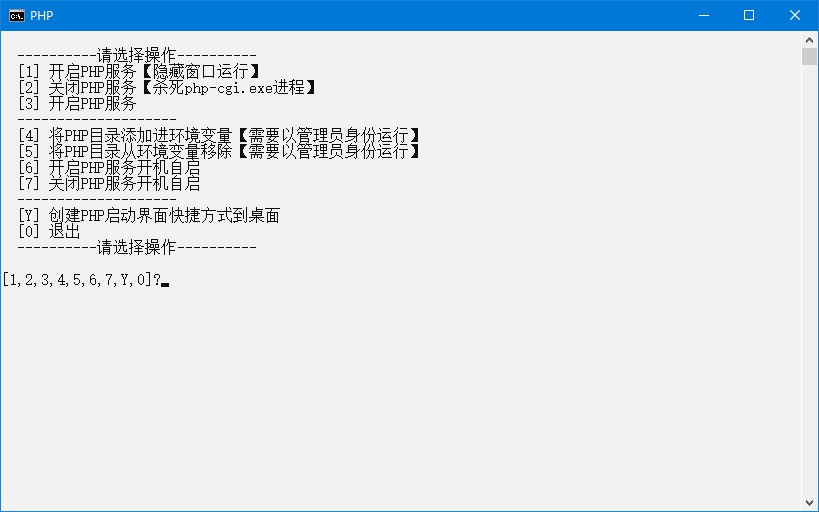 PHP
----------请选择操作----------
[1] 开启PHP服务【隐藏窗口运行】
[2] 关闭PHP服务【杀死php-cgi.exe进程】
[3] 开启PHP服务
--------------------
[4] 将PHP目录添加进环境变量【需要以管理员身份运行】
[5] 将PHP目录从环境变量移除【需要以管理员身份运行】
[6] 开启PHP服务开机自启
[7] 关闭PHP服务开机自启
--------------------
[Y] 创建PHP启动界面快捷方式到桌面
[0] 退出
----------请选择操作----------
[1,2,3,4,5,6,7,Y,0]?